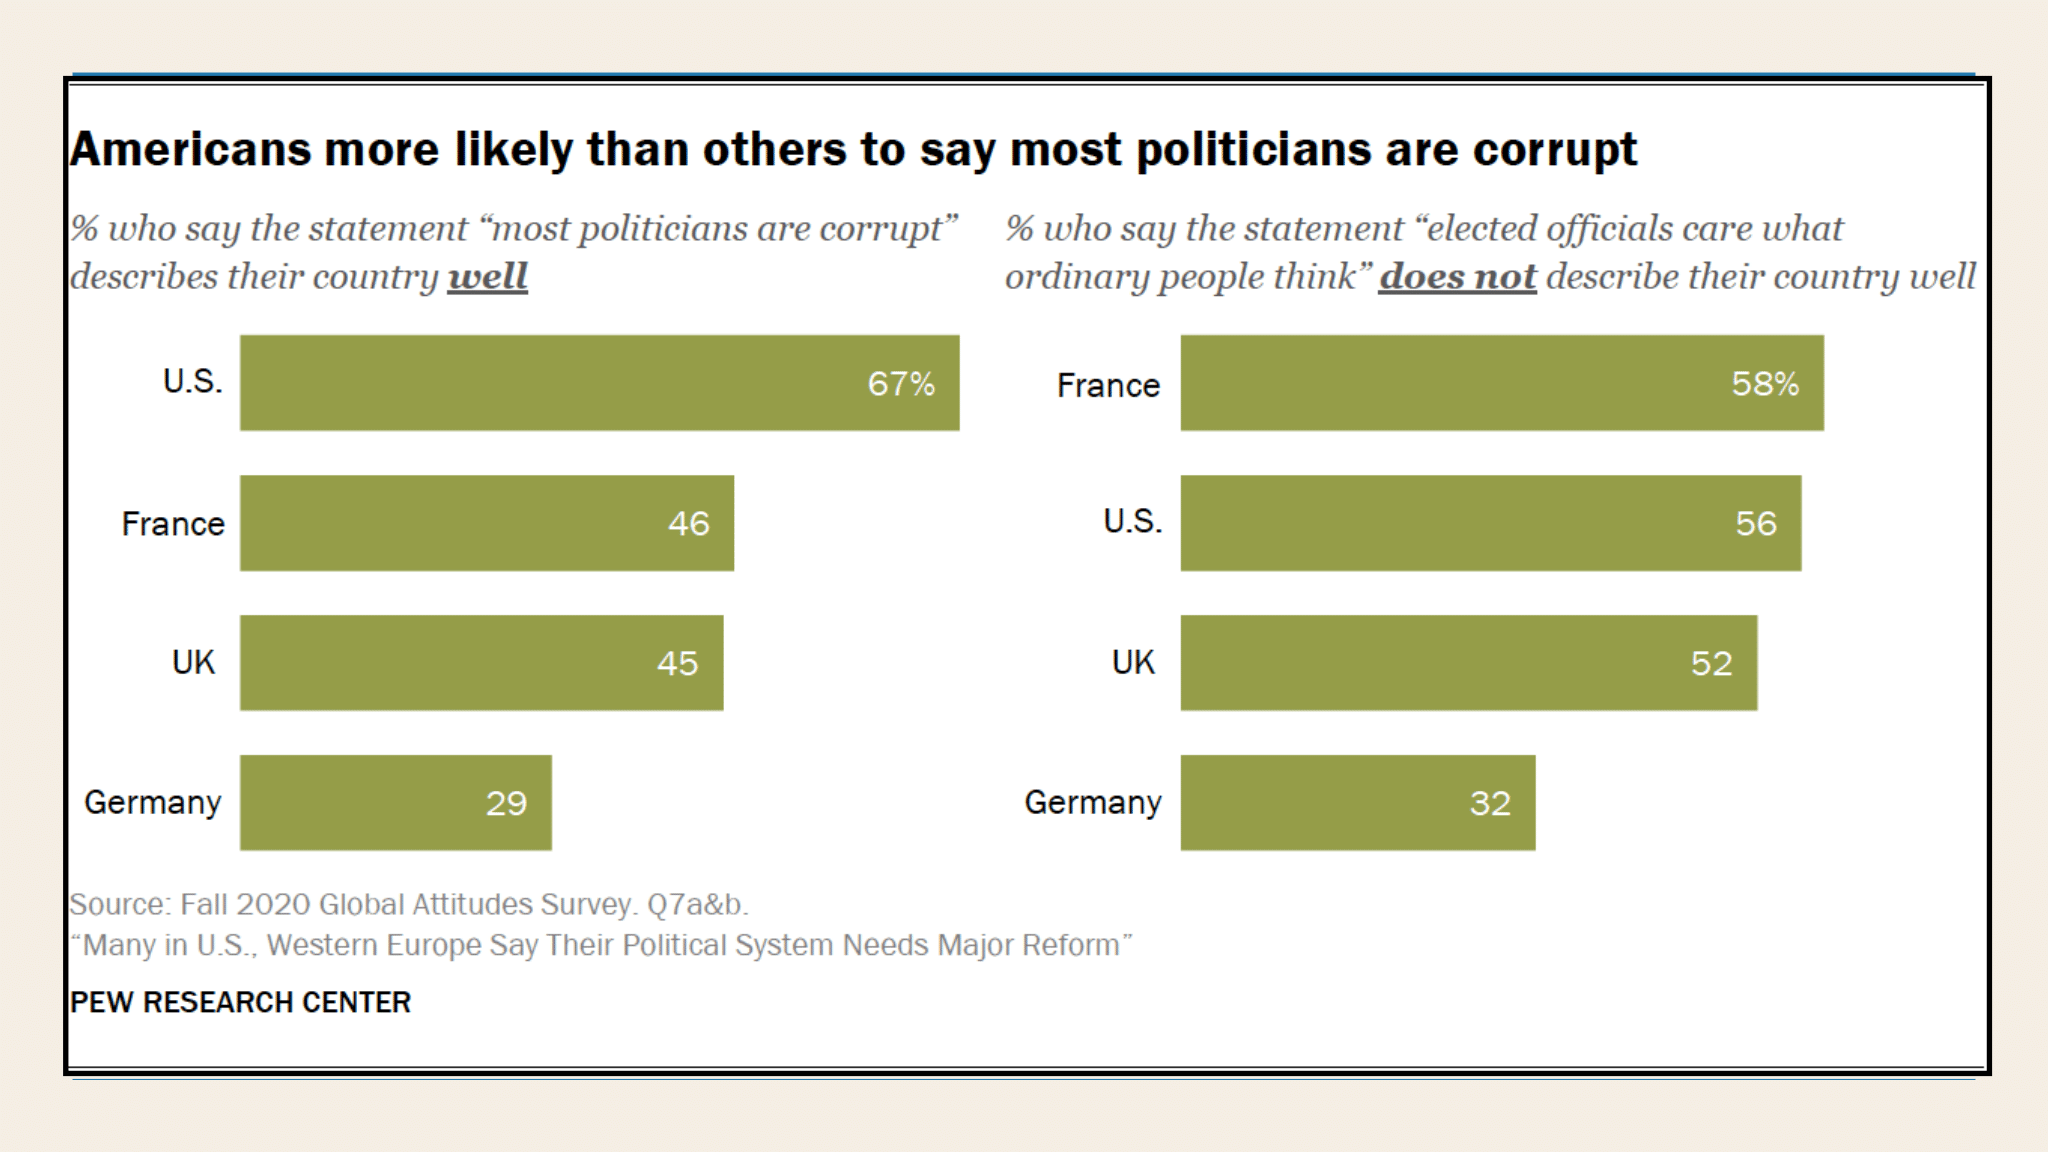 Americans more likely than others to say most politicians are corrupt
% who say the statement “most politicians are corrupt”
describes their country well
U.S. 67%
France 46
UK 45
Germany 29
% who say the statement “elected officials care what
ordinary people think” does not describe their country well
France 58%
U.S. 56
UK 52
Germany 32
Source: Fall 2020 Global Attitudes Survey. Q7a&b.
“Many in U.S., Western Europe Say Their Political System Needs Major Reform”
PEW RESEARCH CENTER